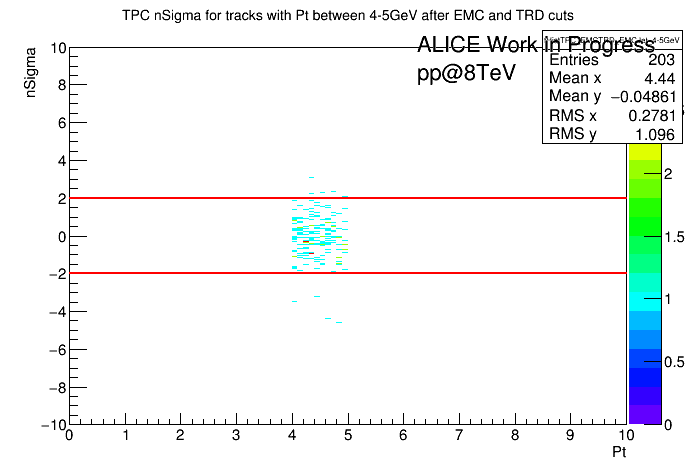 TPC nSigma for tracks with Pt between 4-5GeV after EMC and TRD cuts
nSigma
10
8
6
4
2
0
−2
−4
−6
−8
−10
0 1 2 3 4 5 6 7 8 9 10
Pt
ALICE Work in Progress
pp@8TeV
Entries 203
Mean x 4.44
Mean y −0.04861
RMS x 0.2781
RMS y 1.096
2
1.5
1
0.5
0